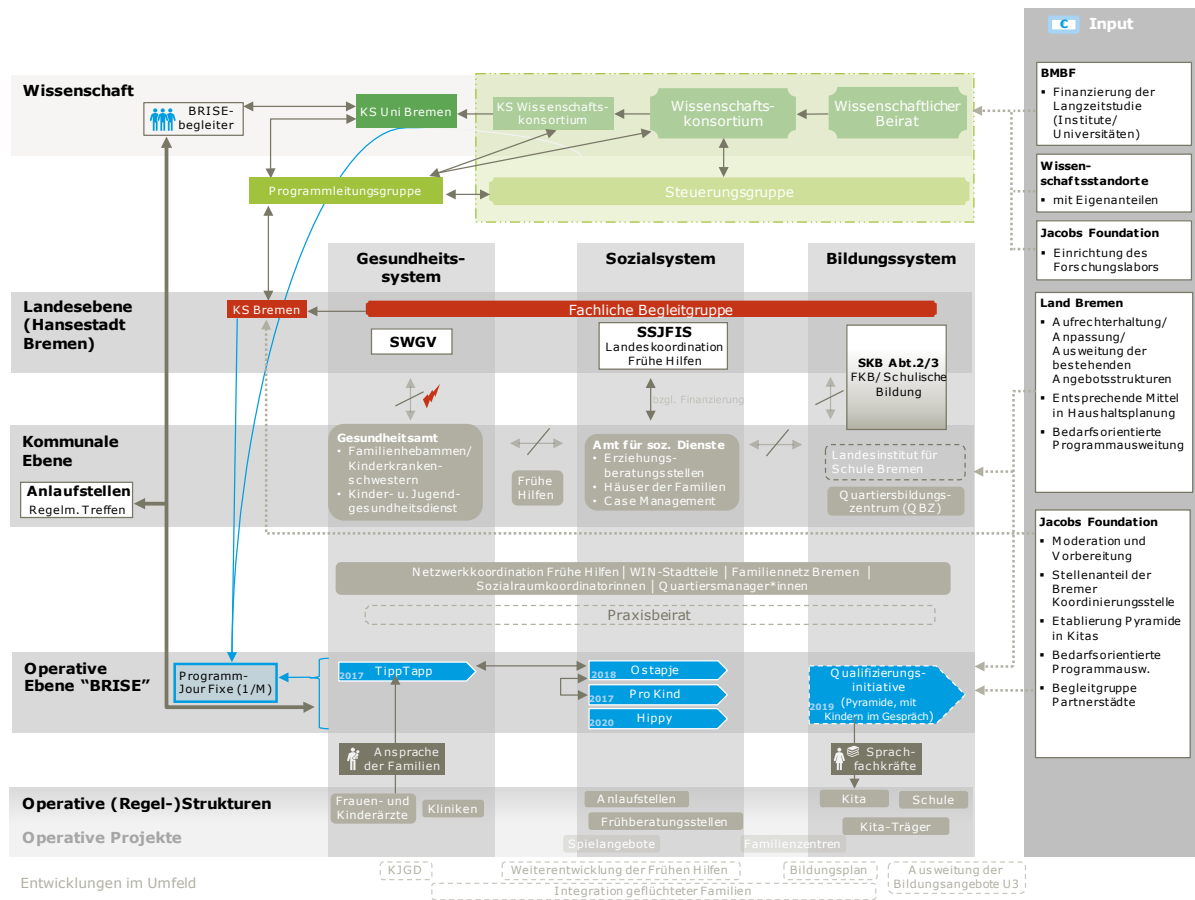 C Input
Wissenschaft
BRISE-
begleiter
KS Uni Bremen
KS Wissenschafts-
konsortium
Wissenschafts-
konsortium
Wissenschaftlicher
Beirat
Programmleitungsgruppe
Steuerungsgruppe
BMBF
▪ Finanzierung der
Langzeitstudie
(Institute/
Universitäten)
Wissen-
schaftsstandorte
▪ mit Eigenanteilen
Jacobs Foundation
▪ Einrichtung des
Forschungslabors
Gesundheits-
system
Sozialsystem
Bildungssystem
Landesebene
(Hansestadt
Bremen)
KS Bremen
Fachliche Begleitgruppe
SWGV
SSJFIS
Landeskoordination
Frühe Hilfen
SKB Abt.2/3
FKB/ Schulische
Bildung
bzgl. Finanzierung
Land Bremen
▪ Aufrechterhaltung/
Anpassung/
Ausweitung der
bestehenden
Angebotsstrukturen
▪ Entsprechende Mittel
in Haushaltsplanung
▪ Bedarfsorientierte
Programmausweitung
Kommunale
Ebene
Anlaufstellen
Regelm. Treffen
Gesundheitsamt
• Familienhebammen/
Kinderkranken-
schwestern
• Kinder- u. Jugend-
gesundheitsdienst
Frühe
Hilfen
Amt für soz. Dienste
• Erziehungs-
beratungsstellen
• Häuser der Familien
• Case Management
Landesinstitut für
Schule Bremen
Quartiersbildungs-
zentrum (QBZ)
Netzwerkkoordination Frühe Hilfen | WIN-Stadtteile | Familiennetz Bremen |
Sozialraumkoordinatorinnen | Quartiersmanager*innen
Praxisbeirat
Jacobs Foundation
▪ Moderation und
Vorbereitung
▪ Stellenanteil der
Bremer
Koordinierungsstelle
▪ Etablierung Pyramide
in Kitas
▪ Bedarfsorientierte
Programmausw.
▪ Begleitgruppe
Partnerstädte
Operative
Ebene “BRISE”
Programm-
Jour Fixe (1/M)
2017 TippTapp
2018 Ostapje
2017 Pro Kind
2020 Hippy
Qualifizierungs-
initiative
(Pyramide, mit
2019 Kindern im Gespräch)
Ansprache
der Familien
Sprach-
fachkräfte
Operative (Regel-)Strukturen
Frauen- und
Kinderärzte
Kliniken
Anlaufstellen
Frühberatungsstellen
Kita
Schule
Kita-Träger
Operative Projekte
Spielangebote
Familienzentren
Entwicklungen im Umfeld
KJGD
Weiterentwicklung der Frühen Hilfen
Bildungsplan
Ausweitung der
Bildungsangebote U3
Integration geflüchteter Familien